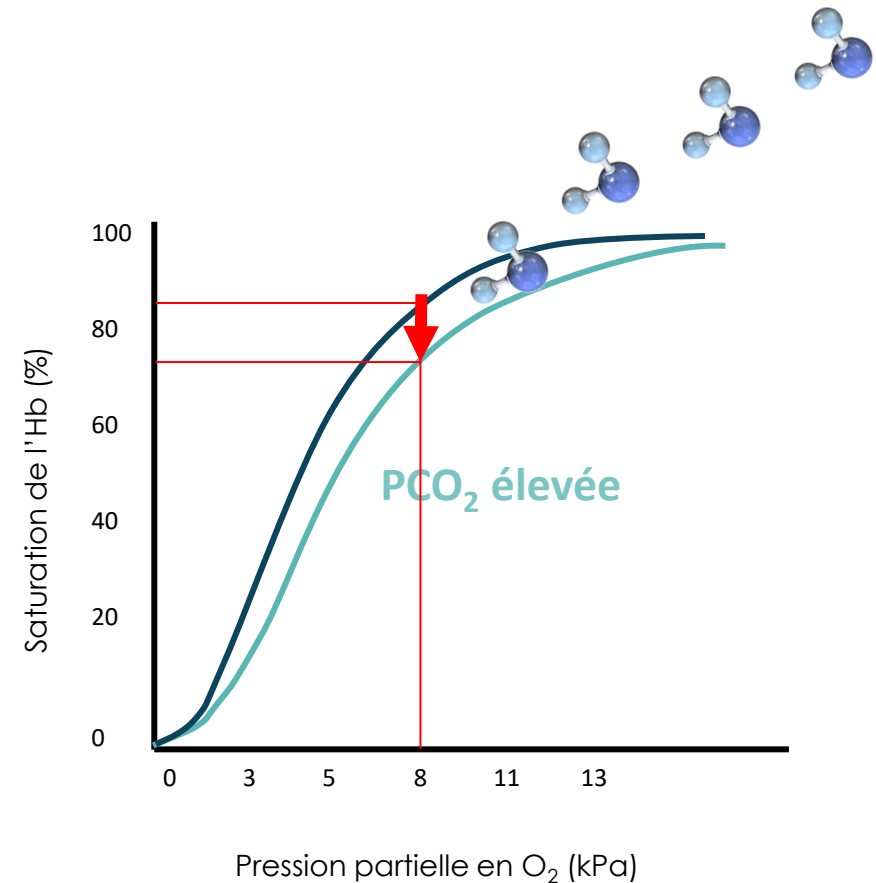 100
80
60
40
20
0
Saturation de l'Hb (%)
PCO₂ élevée
0 3 5 8 11 13
Pression partielle en O₂ (kPa)